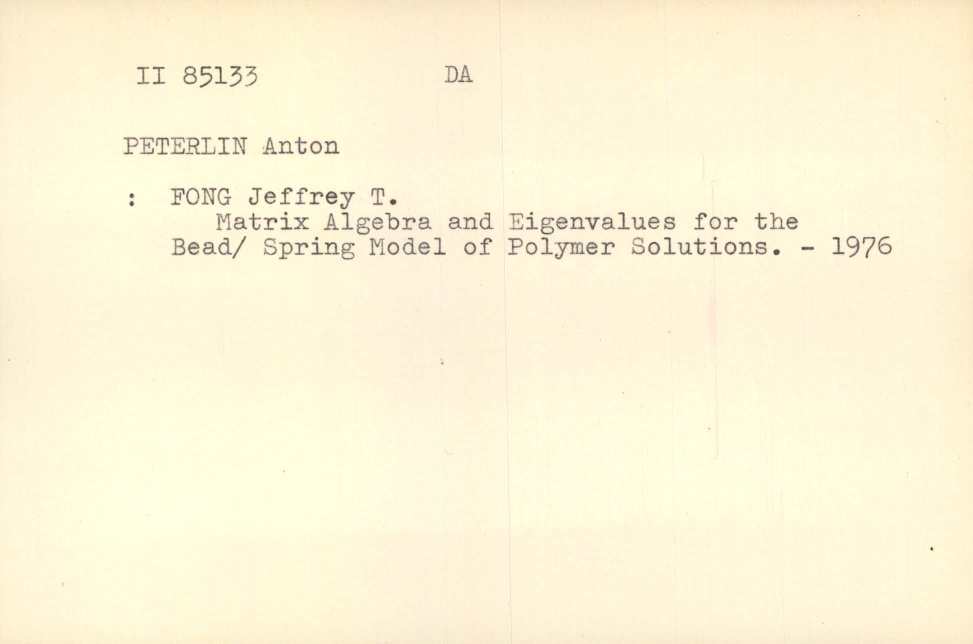 II 85133 DA
PETERLIN Anton
: FONG Jeffrey T.
Matrix Algebra and Eigenvalues for the
Bead/ Spring Model of Polymer Solutions. - 1976